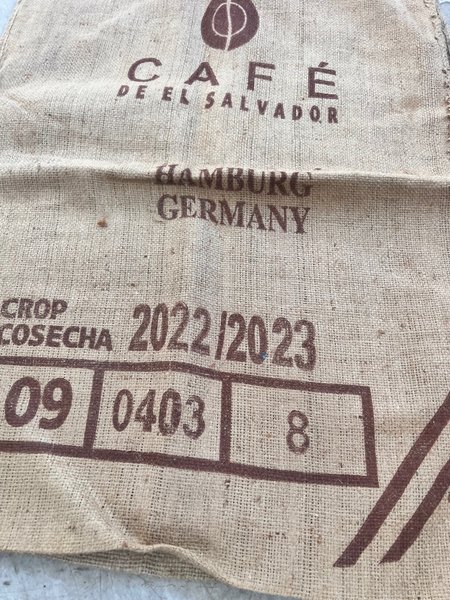 CAFÉ
DE EL SALVADOR
HAMBURG
GERMANY
CROP
COSECHA 2022/2023
09 0403 8